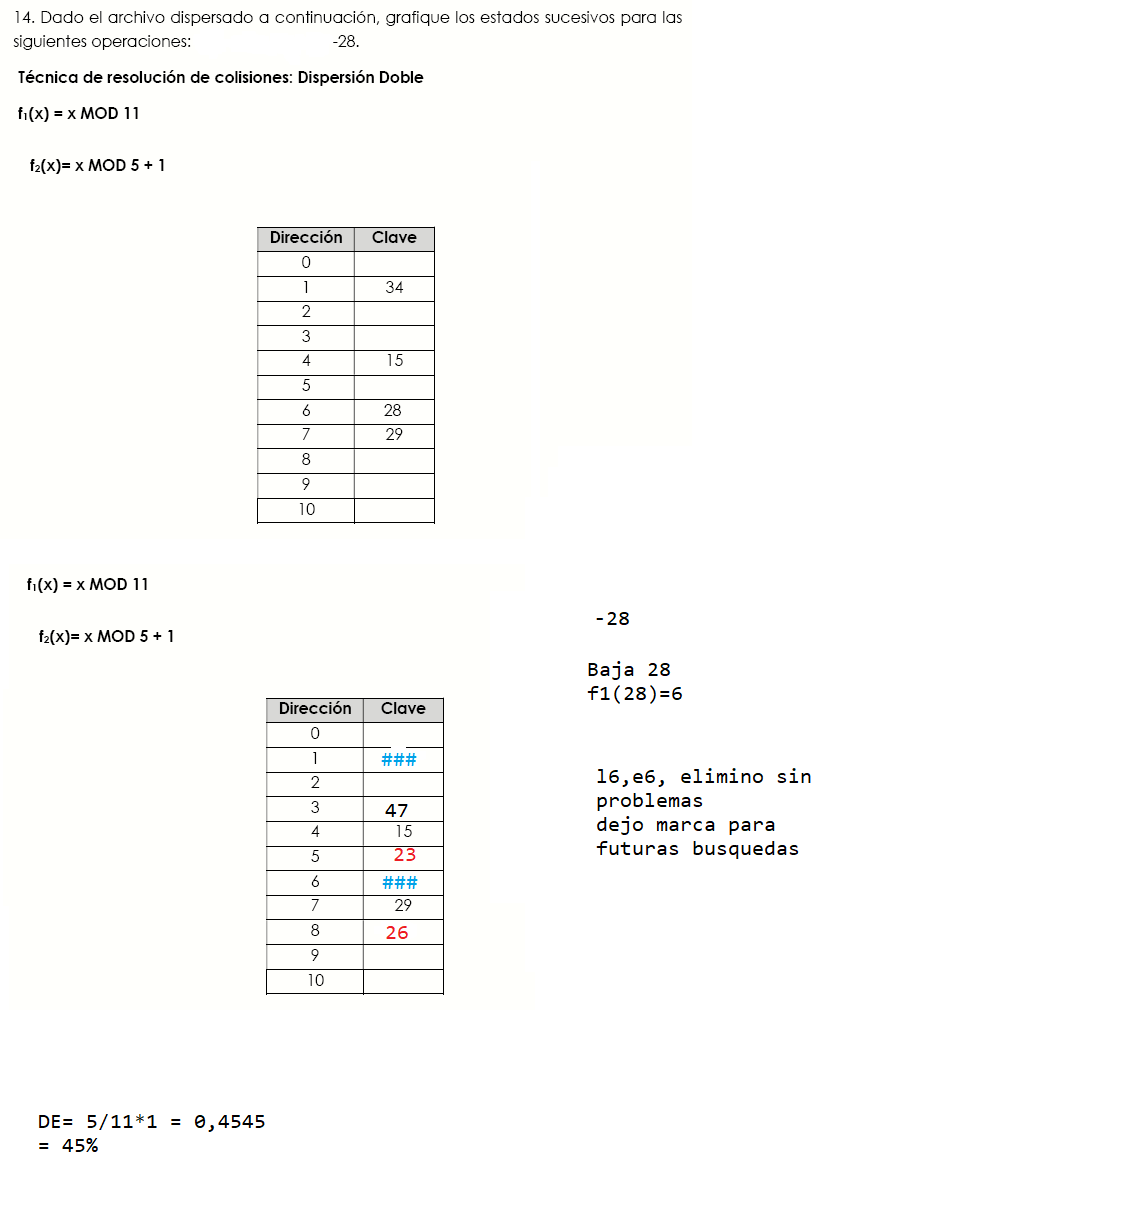 14. Dado el archivo dispersado a continuación, grafique los estados sucesivos para las
siguientes operaciones: -28.
Técnica de resolución de colisiones: Dispersión Doble
f₁(x) = x MOD 11
f₂(x)= x MOD 5 + 1
Dirección Clave
0
1 34
2
3
4 15
5
6 28
7 29
8
9
10
f₁(x) = x MOD 11
f₂(x)= x MOD 5 + 1
Dirección Clave
0
1 ###
2
3 47
4 15
5 23
6 ###
7 29
8 26
9
10
-28
Baja 28
f1(28)=6
l6,e6, elimino sin
problemas
dejo marca para
futuras busquedas
DE= 5/11*1 = 0,4545
= 45%